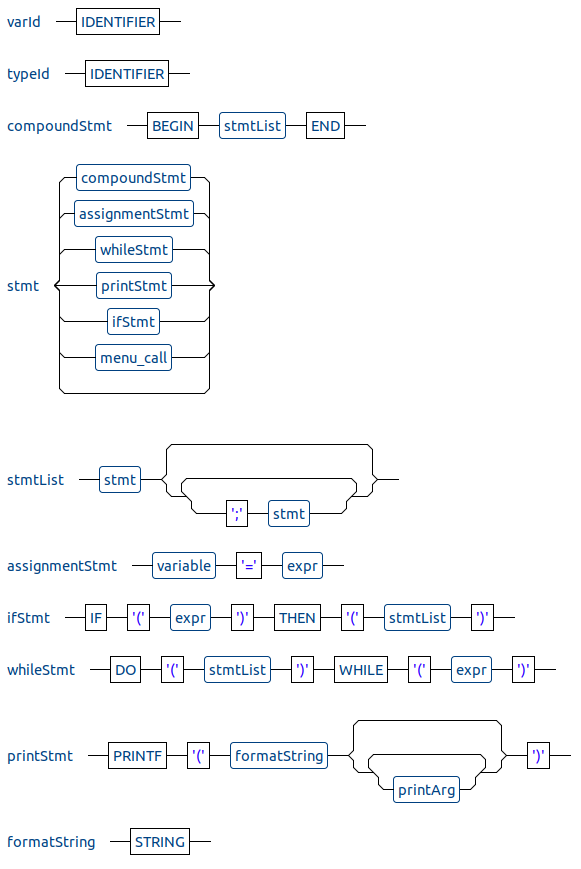 varId IDENTIFIER
typeId IDENTIFIER
compoundStmt BEGIN stmtList END
compoundStmt
assignmentStmt
whileStmt
stmt printStmt
ifStmt
menu_call
stmtList stmt
';' stmt
assignmentStmt variable '=' expr
ifStmt IF '(' expr ')' THEN '(' stmtList ')'
whileStmt DO '(' stmtList ')' WHILE '(' expr ')'
printStmt PRINTF '(' formatString ')'
printArg
formatString STRING